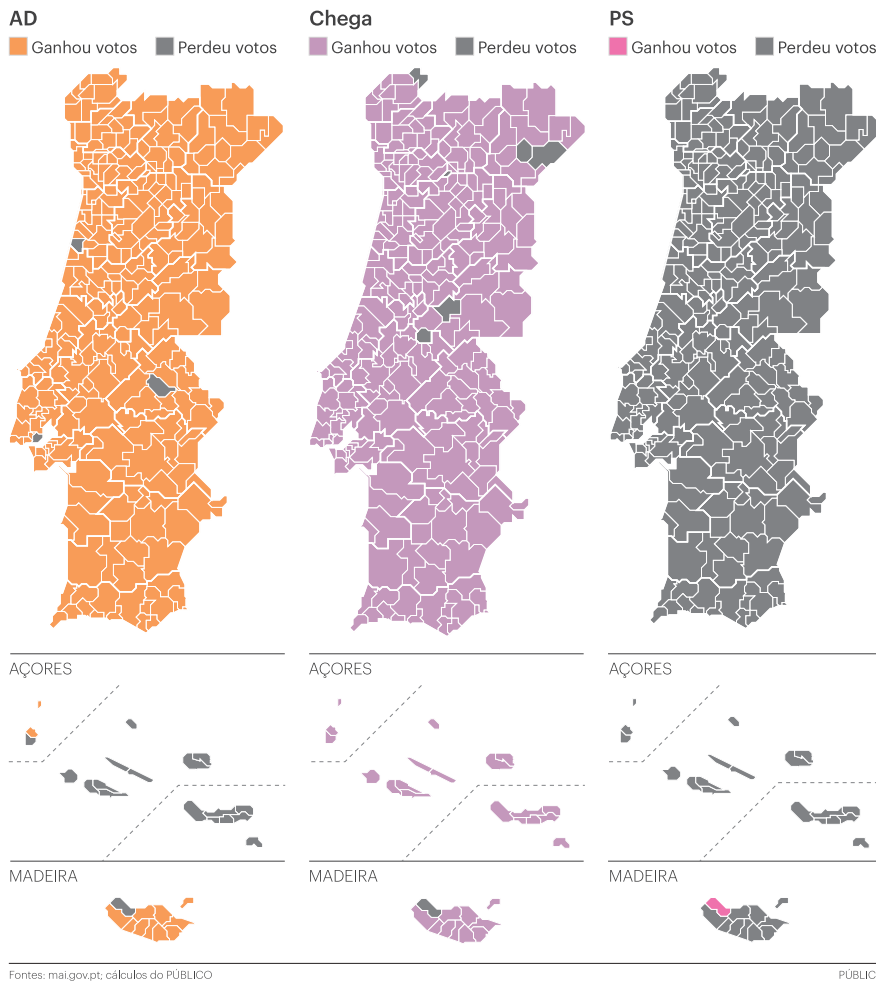 AD
Ganhou votos Perdeu votos
Chega
Ganhou votos Perdeu votos
PS
Ganhou votos Perdeu votos
AÇORES
AÇORES
AÇORES
MADEIRA
MADEIRA
MADEIRA
Fontes: mai.gov.pt; cálculos do PÚBLICO
PÚBLIC